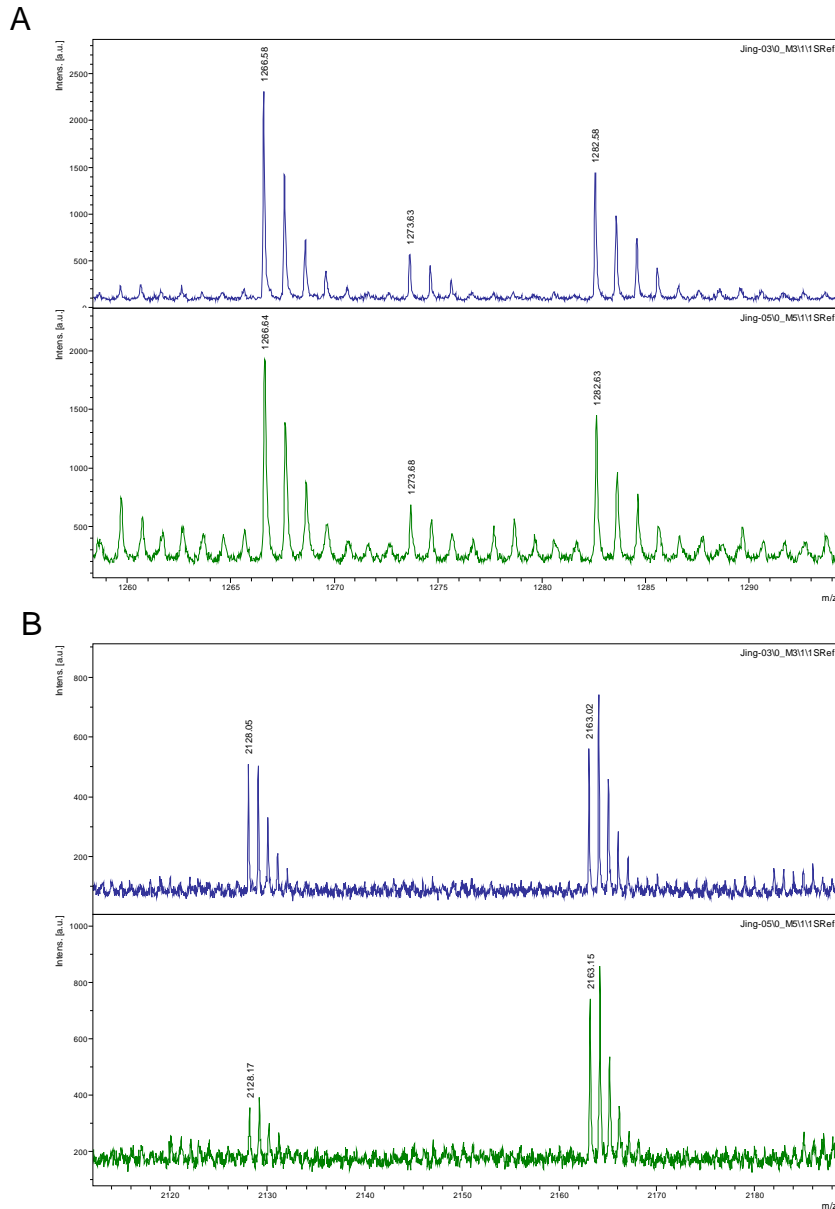 A
Intens. [a.u.]
Jing-03\0_M3\1\1SRef
2500
2000
1500
1000
500
0
1266.58
1273.63
1282.58
Intens. [a.u.]
Jing-05\0_M5\1\1SRef
2000
1500
1000
500
1266.64
1273.68
1282.63
1260 1265 1270 1275 1280 1285 1290
m/z
B
Intens. [a.u.]
Jing-03\0_M3\1\1SRef
800
600
400
200
2128.05
2163.02
Intens. [a.u.]
Jing-05\0_M5\1\1SRef
1000
800
600
400
200
2128.17
2163.15
2120 2130 2140 2150 2160 2170 2180
m/z